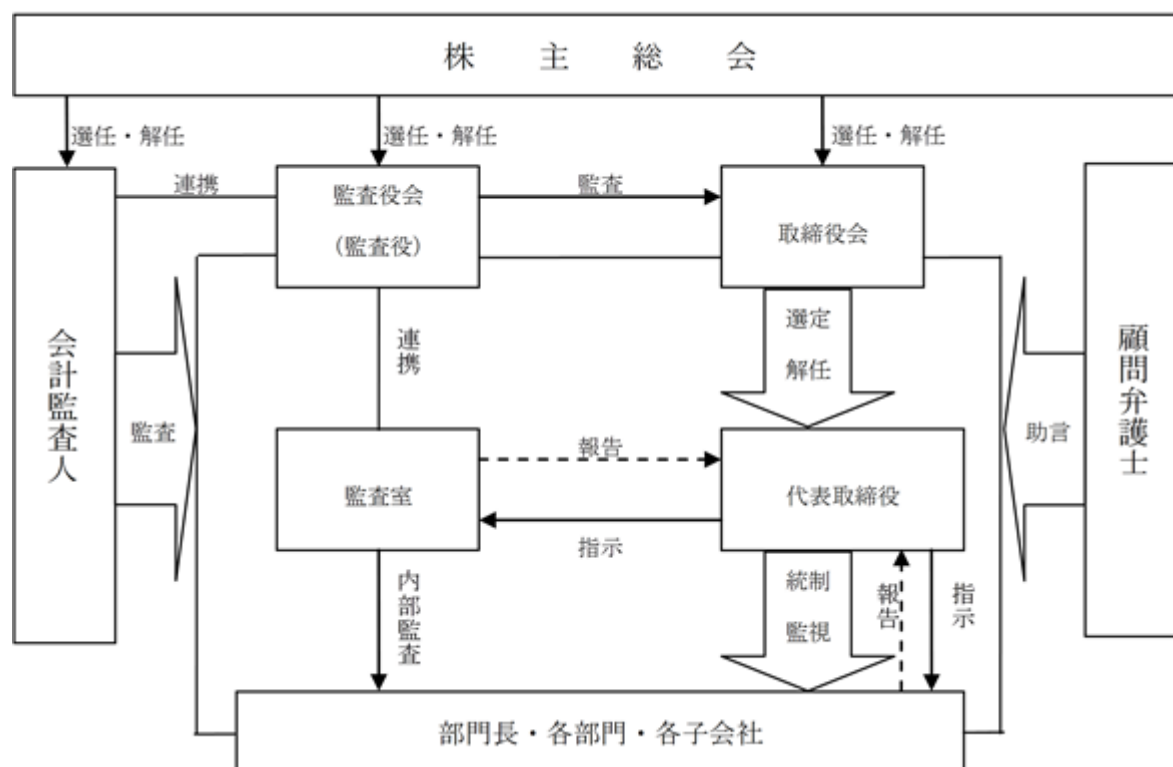 株主総会
選任・解任
選任・解任
選任・解任
連携
監査役会
(監査役)
監査
取締役会
会計監査人
監査
連携
選定
解任
助言
顧問弁護士
監査室
報告
指示
代表取締役
内部監査
統制
監視
報告
指示
部門長・各部門・各子会社